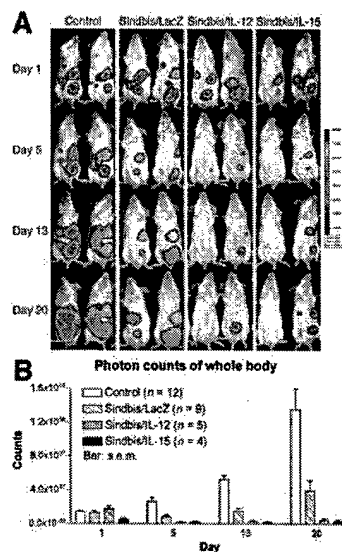 A
Control Sindbis/LacZ Sindbis/IL-12 Sindbis/IL-15
Day 1
Day 5
Day 13
Day 20
B
Photon counts of whole body
Control (n = 12)
Sindbis/LacZ (n = 9)
Sindbis/IL-12 (n = 5)
Sindbis/IL-15 (n = 4)
Bar: s.e.m.
Counts
1 5 13 20
Day